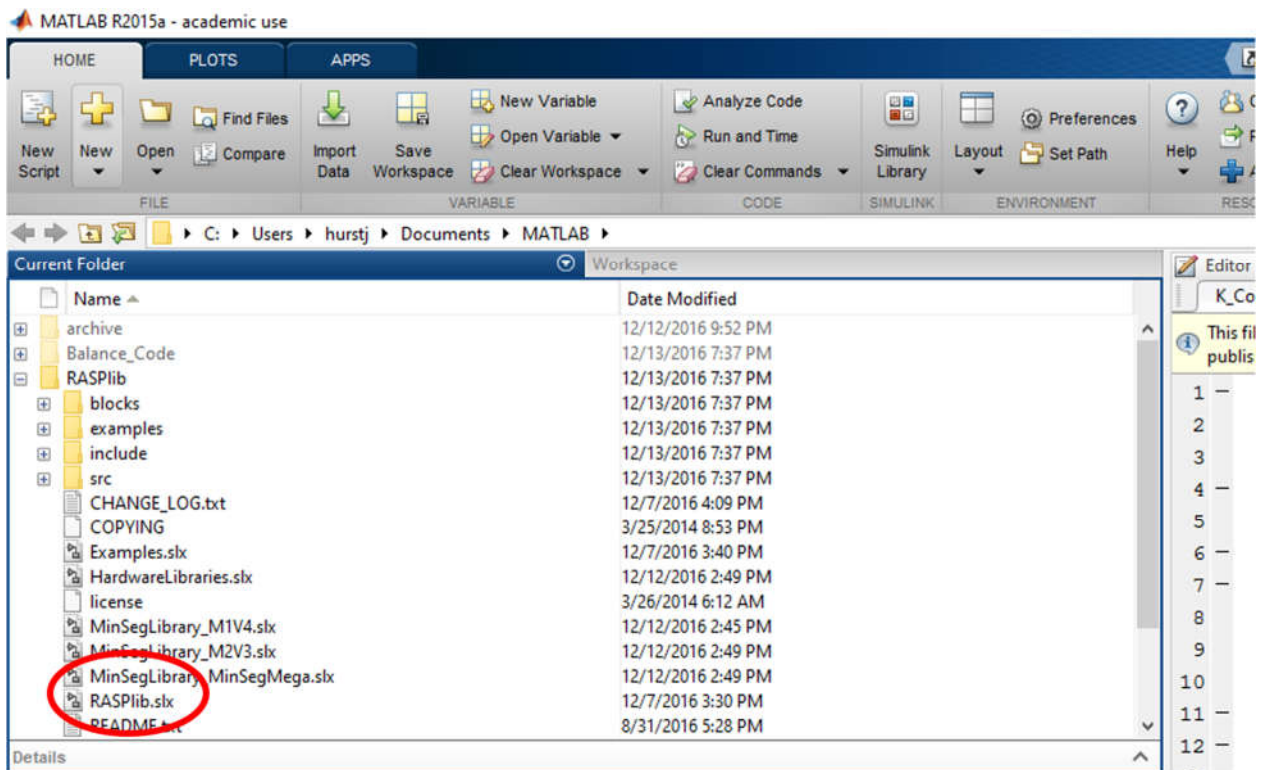 MATLAB R2015a - academic use
HOME PLOTS APPS
New Script
New
Open
Find Files
Compare
FILE
Import Data
Save Workspace
New Variable
Open Variable
Clear Workspace
VARIABLE
Analyze Code
Run and Time
Clear Commands
CODE
Simulink Library
SIMULINK
Layout
Preferences
Set Path
ENVIRONMENT
Help
RESO
C: Users hurstj Documents MATLAB
Current Folder Workspace
Name Date Modified
archive 12/12/2016 9:52 PM
Balance_Code 12/13/2016 7:37 PM
RASPlib 12/13/2016 7:37 PM
blocks 12/13/2016 7:37 PM
examples 12/13/2016 7:37 PM
include 12/13/2016 7:37 PM
src 12/13/2016 7:37 PM
CHANGE_LOG.txt 12/7/2016 4:09 PM
COPYING 3/25/2014 8:53 PM
Examples.slx 12/7/2016 3:40 PM
HardwareLibraries.slx 12/12/2016 2:49 PM
license 3/26/2014 6:12 AM
MinSegLibrary_M1V4.slx 12/12/2016 2:45 PM
MinSegLibrary_M2V3.slx 12/12/2016 2:49 PM
MinSegLibrary_MinSegMega.slx 12/12/2016 2:49 PM
RASPlib.slx 12/7/2016 3:30 PM
README.txt 8/31/2016 5:28 PM
Details
Editor
K_Co
This fil
publis
1 –
2
3
4 –
5
6 –
7 –
8
9
10
11 –
12 –